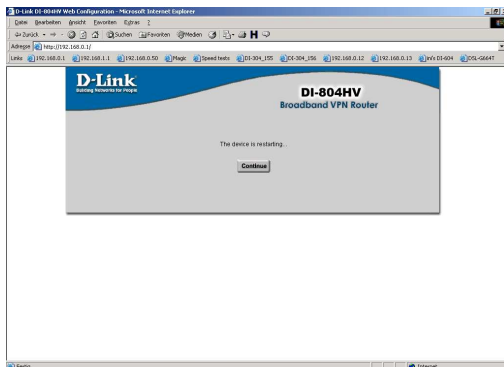 D-Link DI-804HV Web Configuration - Microsoft Internet Explorer
Datei Bearbeiten Ansicht Favoriten Extras ?
Zurück Suchen Favoriten Medien
Adresse http://192.168.0.1/
Links 192.168.0.1 192.168.1.1 192.168.0.50 Magic Speed tests DI-304_155 DI-304_156 192.168.0.12 192.168.0.13 DI-604 DSL-G664T
D-Link
Building Networks for People
DI-804HV
Broadband VPN Router
The device is restarting...
Continue
Fertig Internet